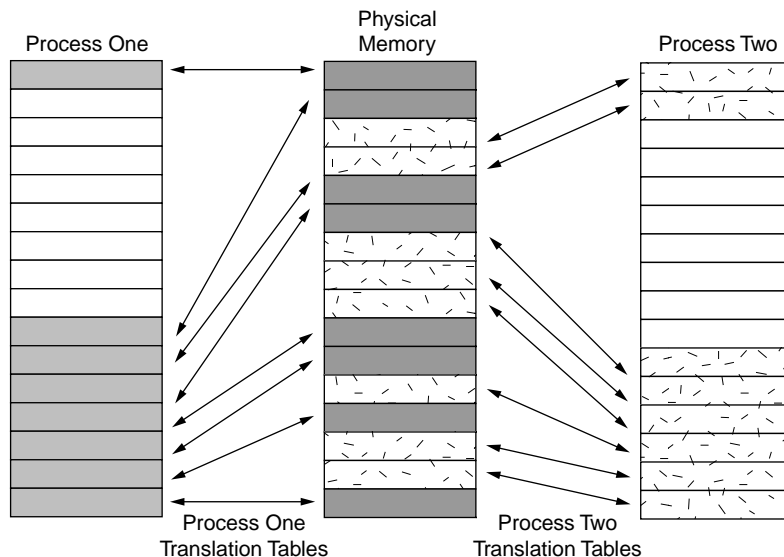 Process One
Physical
Memory
Process Two
Process One
Translation Tables
Process Two
Translation Tables